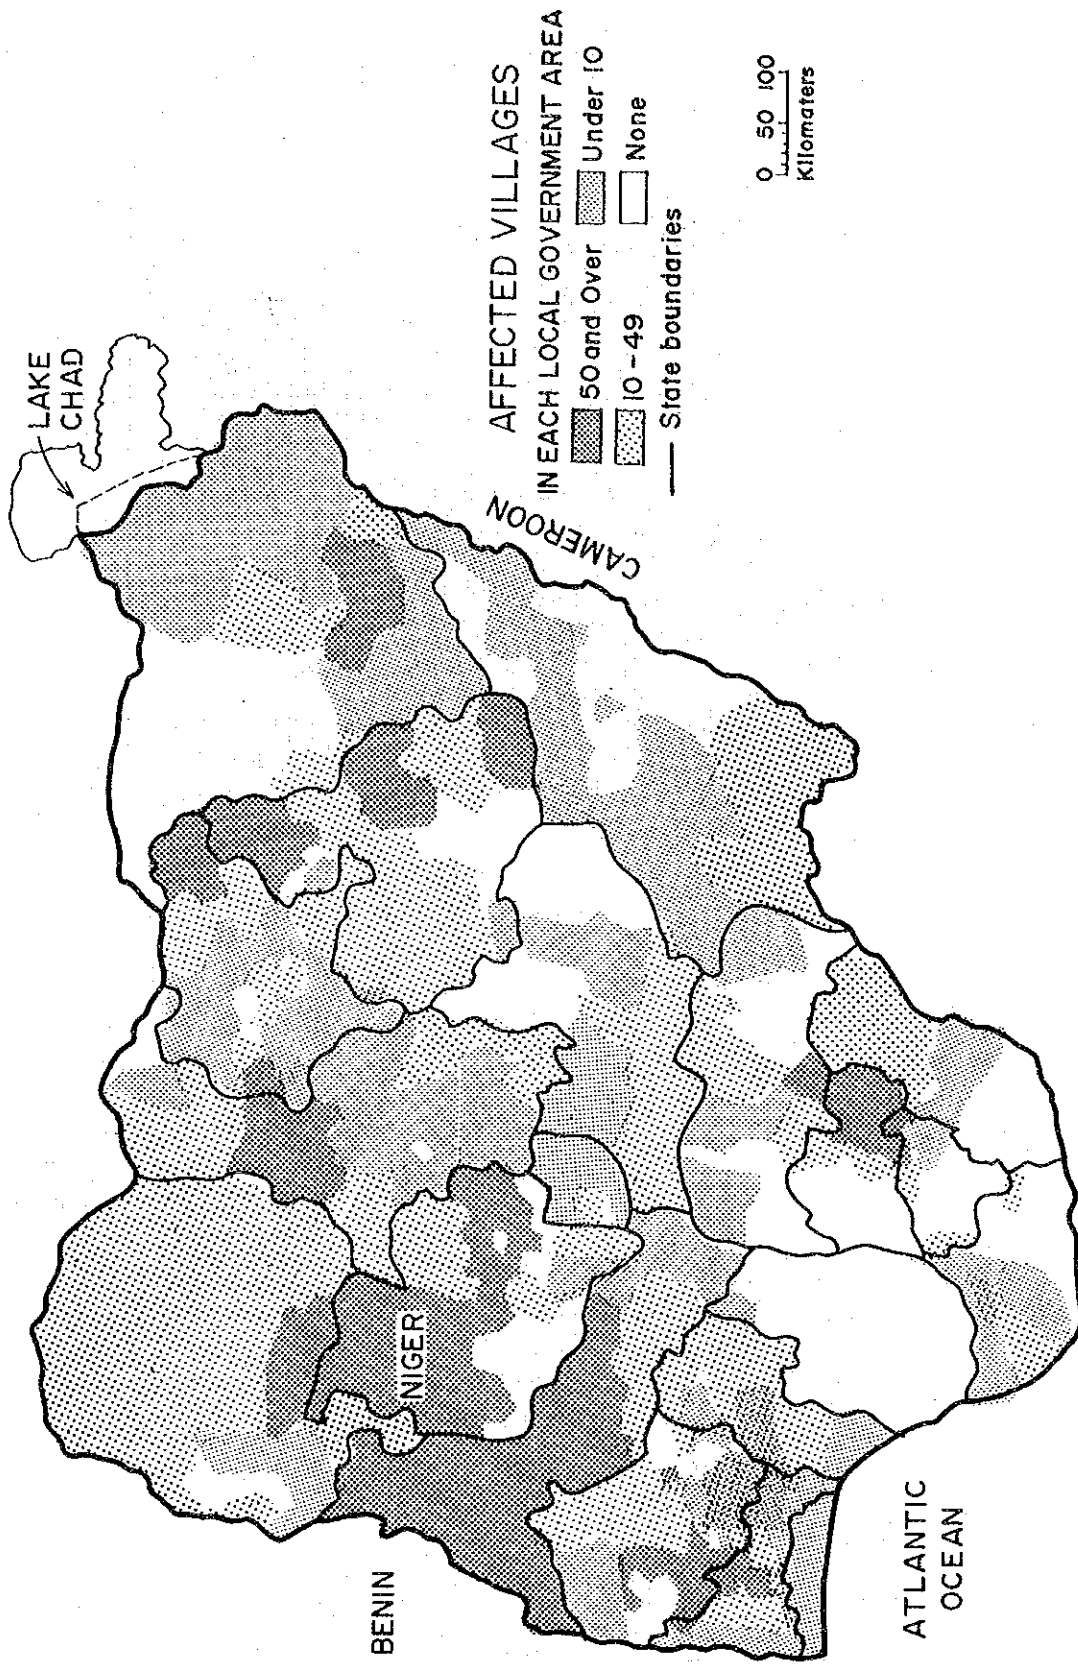 LAKE
CHAD
CAMEROON
NIGER
BENIN
ATLANTIC
OCEAN
AFFECTED VILLAGES
IN EACH LOCAL GOVERNMENT AREA
50 and Over
Under 10
10-49
None
State boundaries
0 50 100
Kilomaters